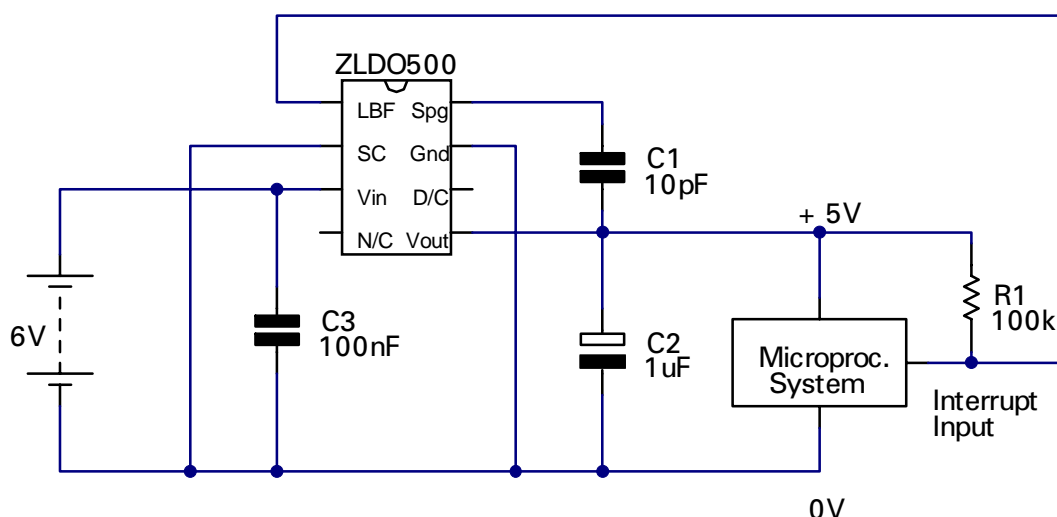 ZLDO500
LBF Spg
SC Gnd
Vin D/C
N/C Vout
C1
10pF
+ 5V
6V
C3
100nF
C2
1uF
R1
100k
Microproc.
System
Interrupt
Input
0V